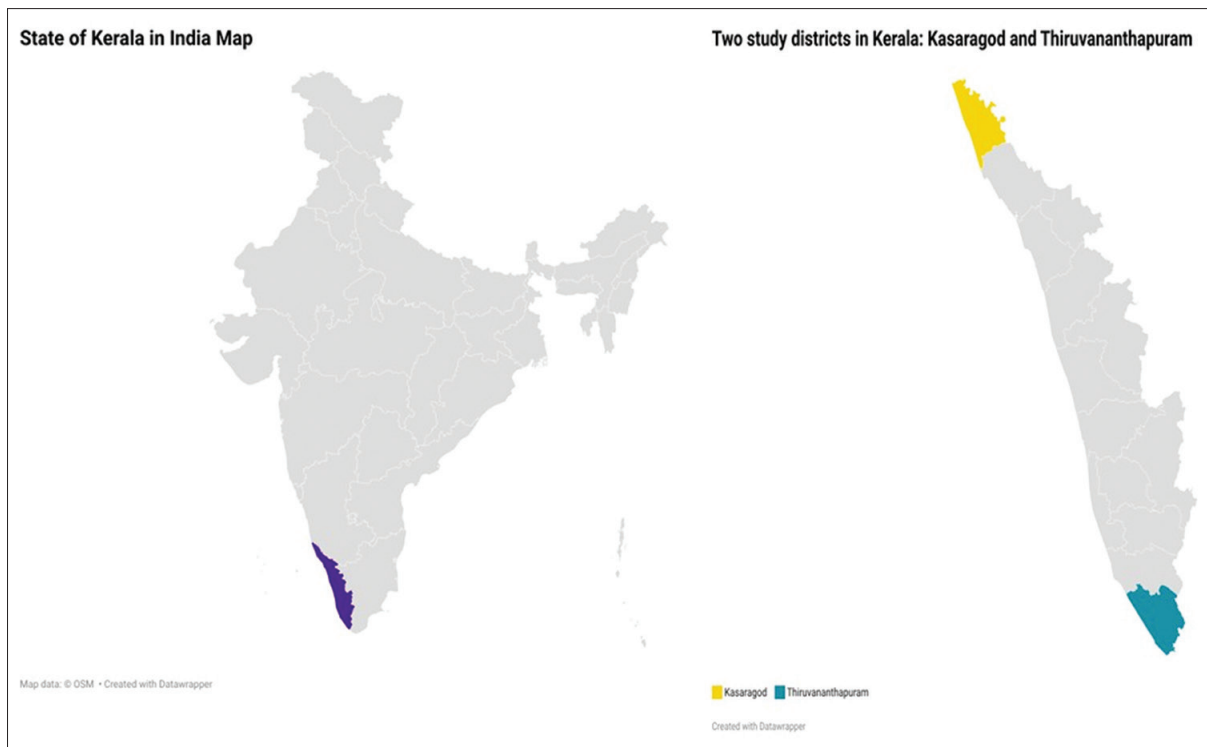 State of Kerala in India Map
Two study districts in Kerala: Kasaragod and Thiruvananthapuram
Map data: © OSM • Created with Datawrapper
Kasaragod Thiruvananthapuram
Created with Datawrapper